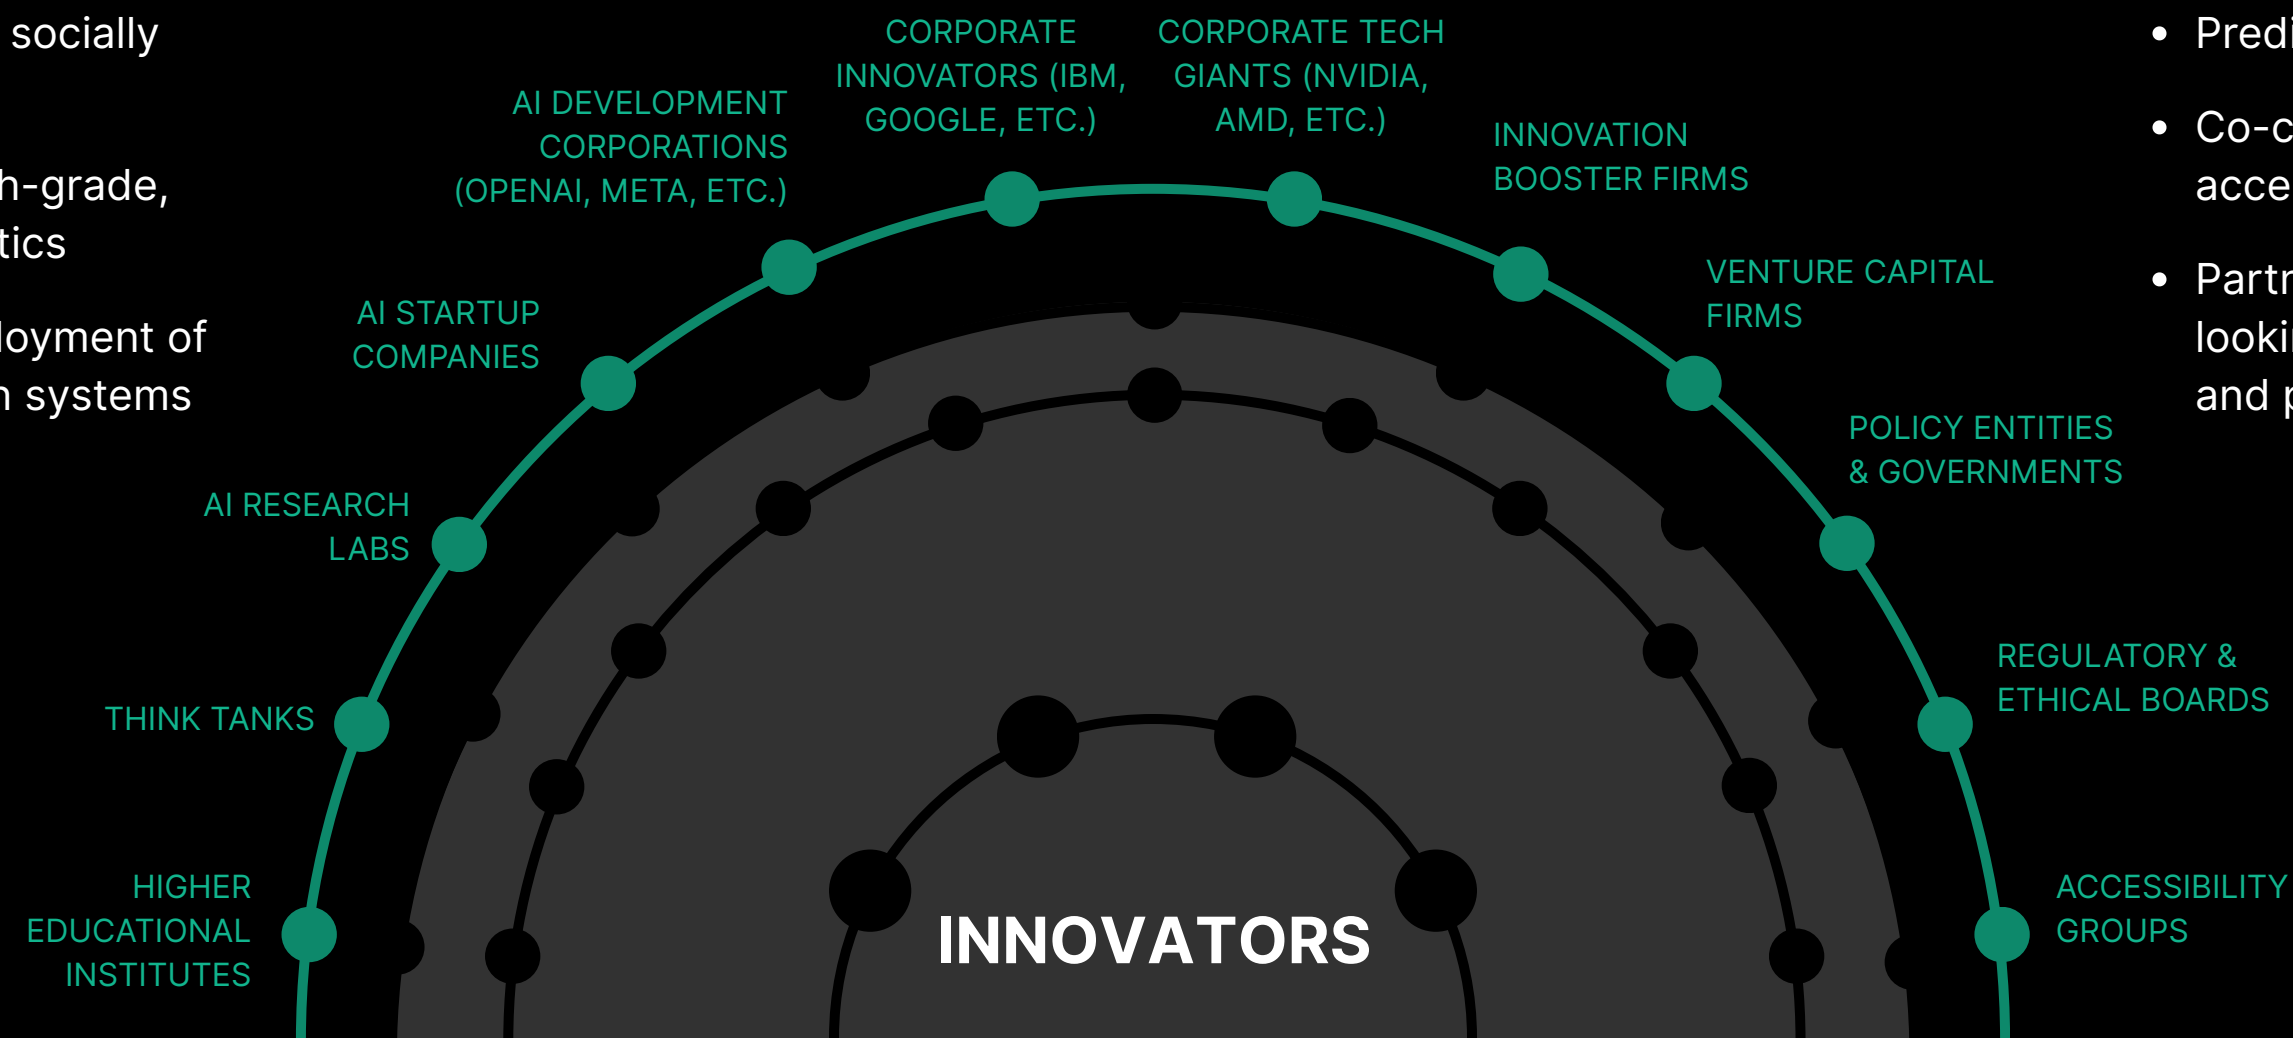 socially
h-grade,
tics
loyment of
n systems
CORPORATE
INNOVATORS (IBM,
GOOGLE, ETC.)
CORPORATE TECH
GIANTS (NVIDIA,
AMD, ETC.)
AI DEVELOPMENT
CORPORATIONS
(OPENAI, META, ETC.)
INNOVATION
BOOSTER FIRMS
AI STARTUP
COMPANIES
VENTURE CAPITAL
FIRMS
AI RESEARCH
LABS
POLICY ENTITIES
& GOVERNMENTS
THINK TANKS
REGULATORY &
ETHICAL BOARDS
HIGHER
EDUCATIONAL
INSTITUTES
ACCESSIBILITY
GROUPS
INNOVATORS
• Predi
• Co-c
acce
• Partn
looki
and p